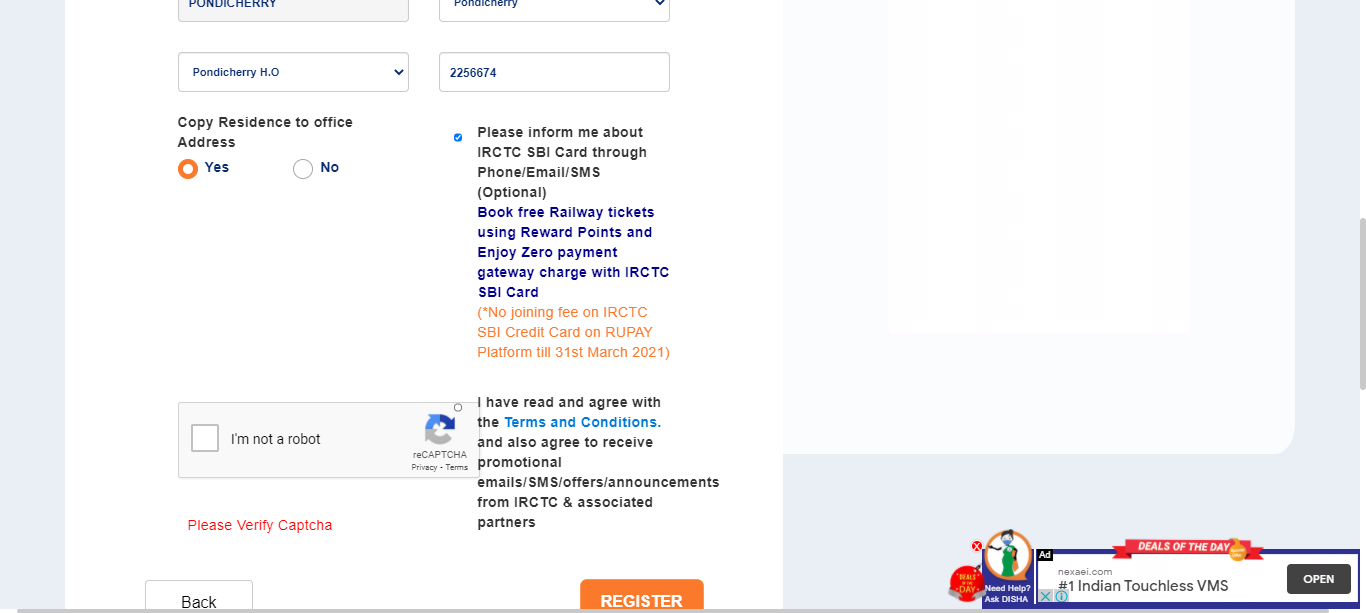 PONDICHERRY
Pondicherry
Pondicherry H.O
2256674
Copy Residence to office
Address
Yes
No
Please inform me about
IRCTC SBI Card through
Phone/Email/SMS
(Optional)
Book free Railway tickets
using Reward Points and
Enjoy Zero payment
gateway charge with IRCTC
SBI Card
(*No joining fee on IRCTC
SBI Credit Card on RUPAY
Platform till 31st March 2021)
I'm not a robot
reCAPTCHA
Privacy - Terms
I have read and agree with
the Terms and Conditions.
and also agree to receive
promotional
emails/SMS/offers/announcements
from IRCTC & associated
partners
Please Verify Captcha
Back
REGISTER
DEALS OF THE DAY
Need Help?
Ask DISHA
DEALS
OF THE
DAY
Ad
nexaei.com
#1 Indian Touchless VMS
OPEN